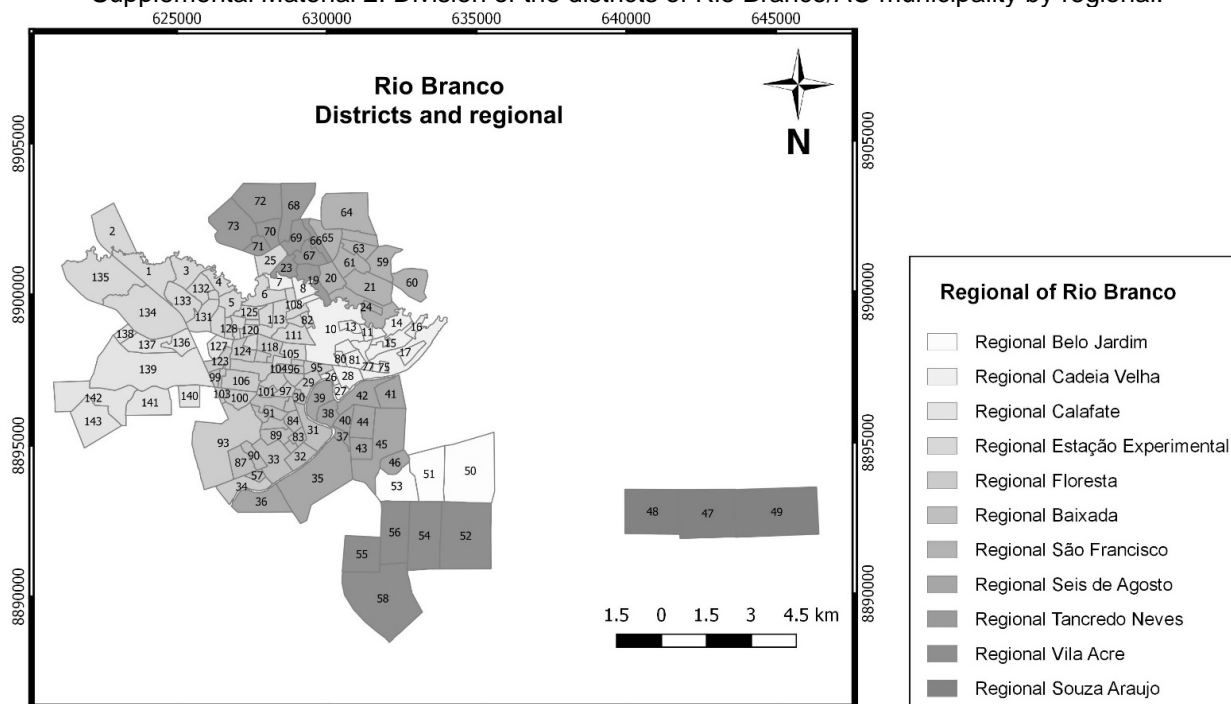 Supplemental Material 2. Division of the districts of Rio Branco/AC municipality by regional.
625000 630000 635000 640000 645000
Rio Branco
Districts and regional
N
8905000 8905000
8900000 8900000
8895000 8895000
8890000 8890000
72 68 64
73 70 69 66 65
2 71 67 63
25 61 59
135 1 3 23 20 60
132 4 7 8 19 21
133 5 6 108 24
134 131 125 113 82 10 13 11 14 16
138 128 120 111 15
137 136 127 124 118 105 80 81 17
139 123 104 96 95 77 75
99 106 26 28
142 141 140 103 100 101 97 29 30 27 42 41
143 91 84 39 38 40 44
93 89 83 31 37 43 45
90 33 32 46
87 57 35 53 51 50
34 36
48 47 49
56 54 52
55
58
1.5 0 1.5 3 4.5 km
Regional of Rio Branco
Regional Belo Jardim
Regional Cadeia Velha
Regional Calafate
Regional Estação Experimental
Regional Floresta
Regional Baixada
Regional São Francisco
Regional Seis de Agosto
Regional Tancredo Neves
Regional Vila Acre
Regional Souza Araujo